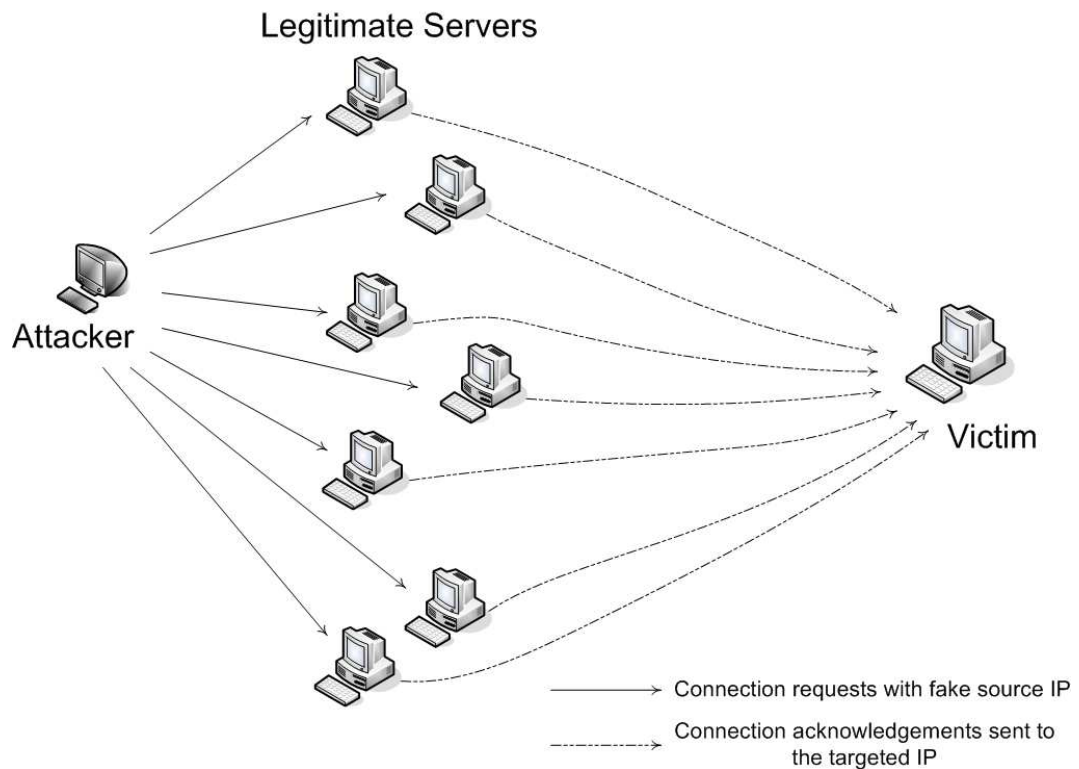 Legitimate Servers
Attacker
Victim
Connection requests with fake source IP
Connection acknowledgements sent to
the targeted IP